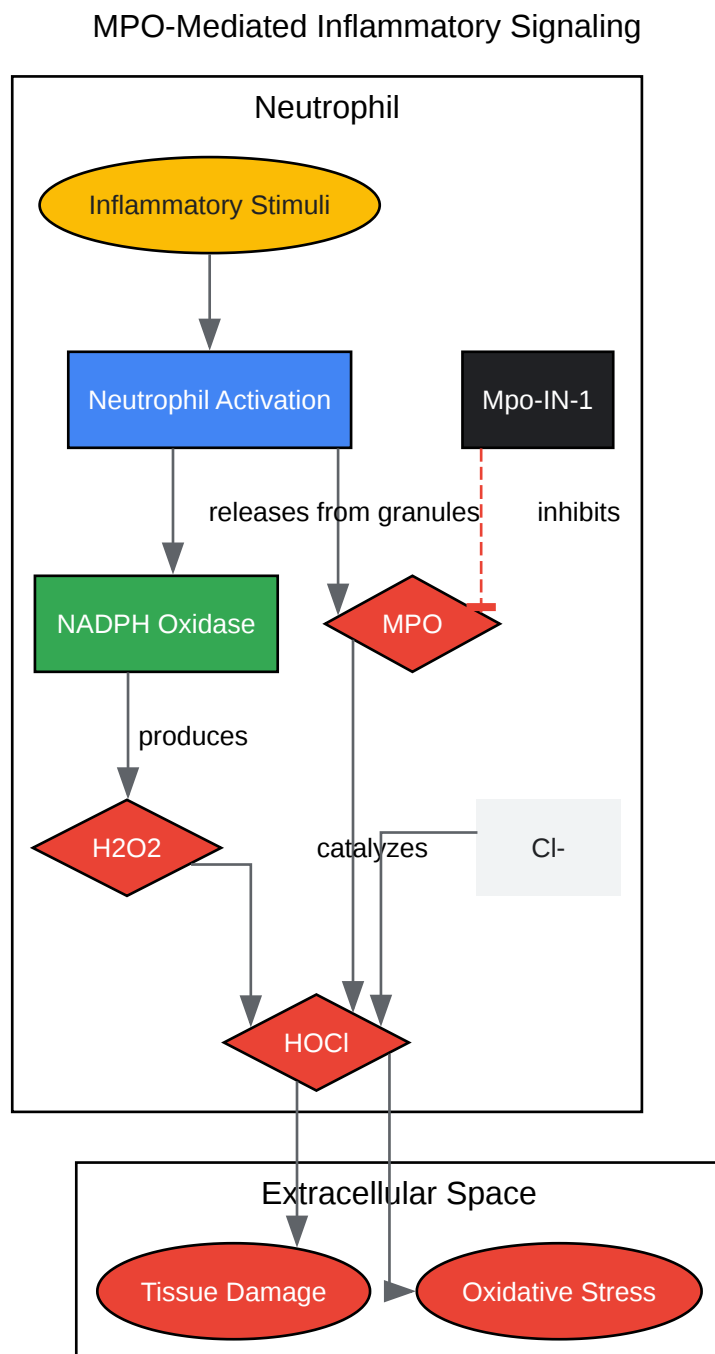 MPO-Mediated Inflammatory Signaling
Neutrophil
Inflammatory Stimuli
Neutrophil Activation
Mpo-IN-1
releases from granules
inhibits
NADPH Oxidase
MPO
produces
H2O2
catalyzes
Cl-
HOCl
Extracellular Space
Tissue Damage
Oxidative Stress